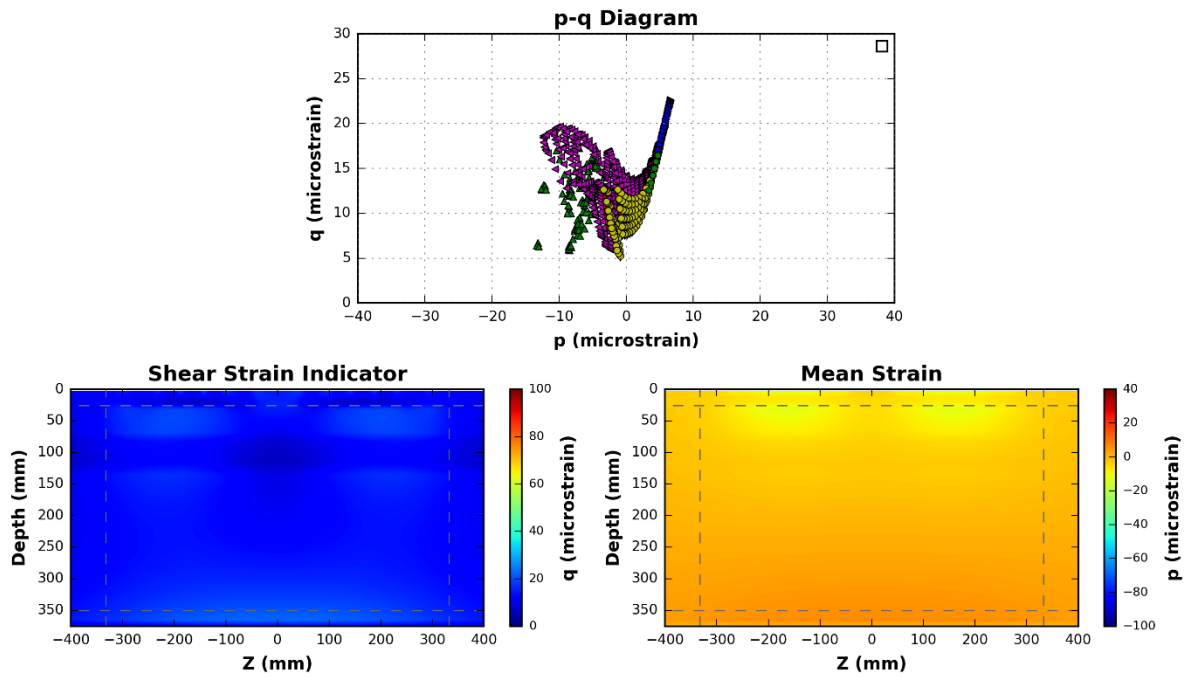 p-q Diagram
30
25
20
15
10
5
0
q (microstrain)
−40 −30 −20 −10 0 10 20 30 40
p (microstrain)
Shear Strain Indicator
0
50
100
150
200
250
300
350
Depth (mm)
−400 −300 −200 −100 0 100 200 300 400
Z (mm)
100
80
60
40
20
0
q (microstrain)
Mean Strain
0
50
100
150
200
250
300
350
Depth (mm)
−400 −300 −200 −100 0 100 200 300 400
Z (mm)
40
20
0
−20
−40
−60
−80
−100
p (microstrain)